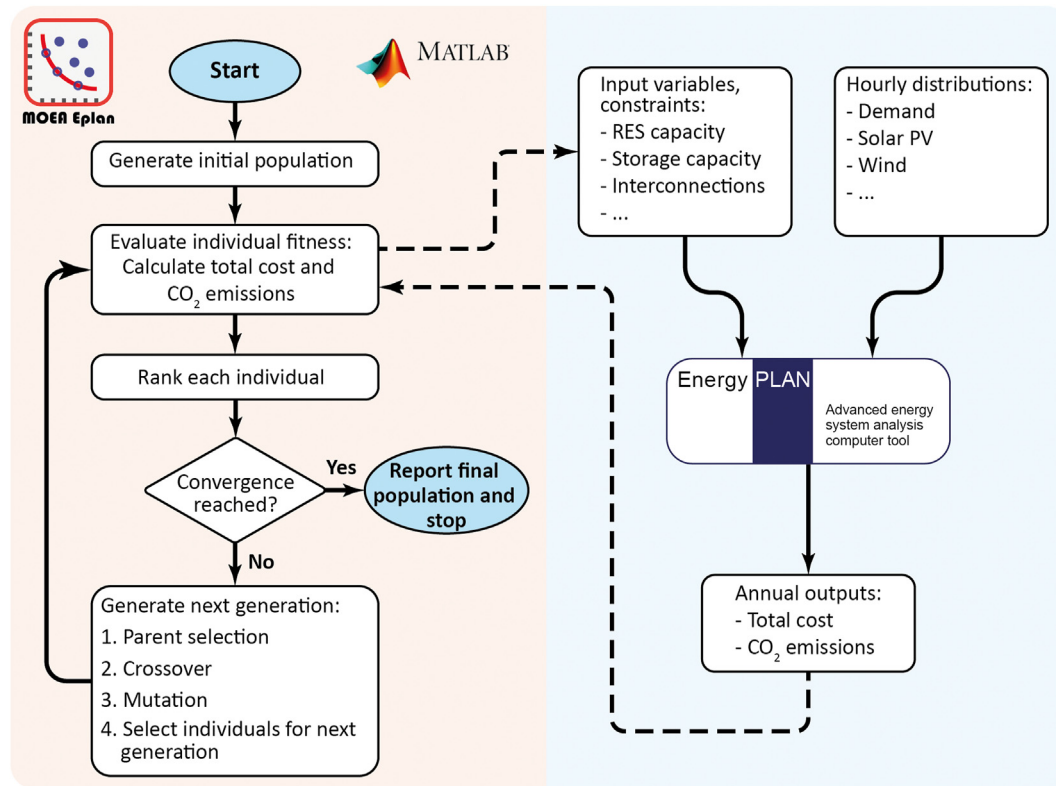 MOEA Eplan
MATLAB
Start
Generate initial population
Evaluate individual fitness:
Calculate total cost and
CO₂ emissions
Rank each individual
Convergence
reached?
Yes
Report final
population and
stop
No
Generate next generation:
1. Parent selection
2. Crossover
3. Mutation
4. Select individuals for next
generation
Input variables,
constraints:
- RES capacity
- Storage capacity
- Interconnections
- ...
Hourly distributions:
- Demand
- Solar PV
- Wind
- ...
Energy PLAN
Advanced energy
system analysis
computer tool
Annual outputs:
- Total cost
- CO₂ emissions